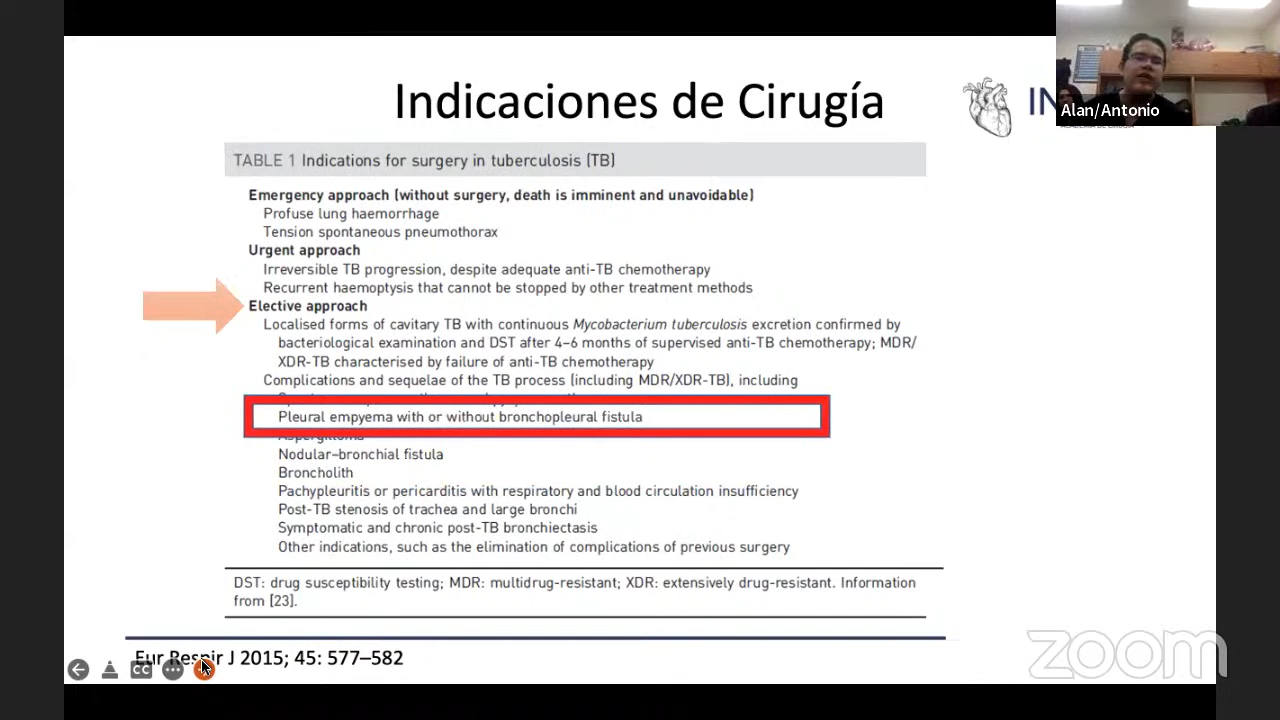 Indicaciones de Cirugía
IN
Alan/Antonio
TABLE 1 Indications for surgery in tuberculosis (TB)
Emergency approach (without surgery, death is imminent and unavoidable)
Profuse lung haemorrhage
Tension spontaneous pneumothorax
Urgent approach
Irreversible TB progression, despite adequate anti-TB chemotherapy
Recurrent haemoptysis that cannot be stopped by other treatment methods
Elective approach
Localised forms of cavitary TB with continuous Mycobacterium tuberculosis excretion confirmed by
bacteriological examination and DST after 4–6 months of supervised anti-TB chemotherapy; MDR/
XDR-TB characterised by failure of anti-TB chemotherapy
Complications and sequelae of the TB process (including MDR/XDR-TB), including
Pleural empyema with or without bronchopleural fistula
Aspergilloma
Nodular–bronchial fistula
Broncholith
Pachypleuritis or pericarditis with respiratory and blood circulation insufficiency
Post-TB stenosis of trachea and large bronchi
Symptomatic and chronic post-TB bronchiectasis
Other indications, such as the elimination of complications of previous surgery
DST: drug susceptibility testing; MDR: multidrug-resistant; XDR: extensively drug-resistant. Information
from [23].
Eur Respir J 2015; 45: 577–582
CC
zoom